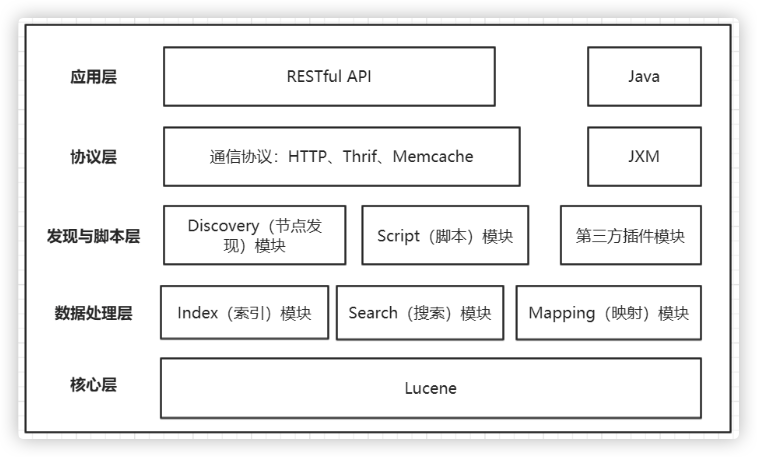 应用层
RESTful API
Java
协议层
通信协议：HTTP、Thrif、Memcache
JXM
发现与脚本层
Discovery（节点发
现）模块
Script（脚本）模块
第三方插件模块
数据处理层
Index（索引）模块
Search（搜索）模块
Mapping（映射）模块
核心层
Lucene